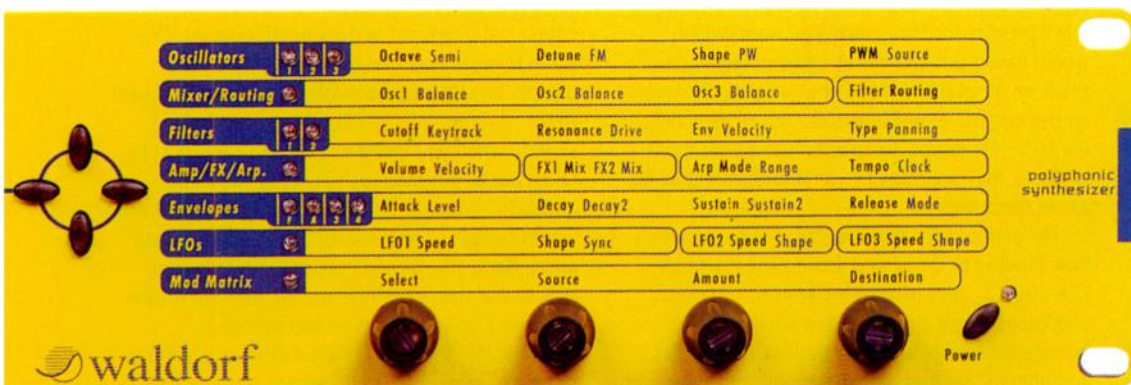 Oscillators 1 2 3 Octave Semi Detune FM Shape PW PWM Source
Mixer/Routing Osc1 Balance Osc2 Balance Osc3 Balance Filter Routing
Filters 1 2 Cutoff Keytrack Resonance Drive Env Velocity Type Panning
Amp/FX/Arp. Volume Velocity FX1 Mix FX2 Mix Arp Mode Range Tempo Clock
polyphonic
synthesizer
Envelopes 3 4 Attack Level Decay Decay2 Sustain Sustain2 Release Mode
LFOs LFO1 Speed Shape Sync LFO2 Speed Shape LFO3 Speed Shape
Mod Matrix Select Source Amount Destination
waldorf
Power